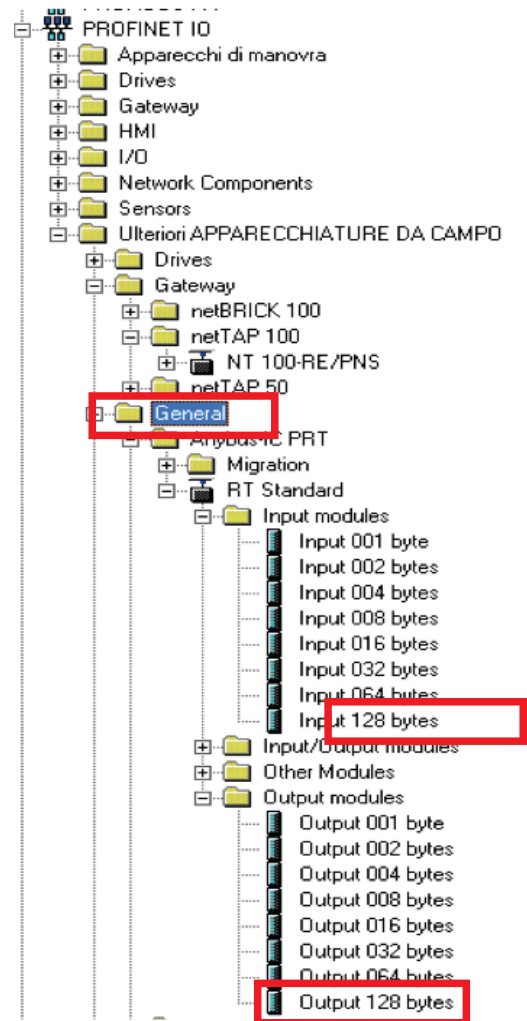 PROFINET IO
Apparecchi di manovra
Drives
Gateway
HMI
I/O
Network Components
Sensors
Ulteriori APPARECCHIATURE DA CAMPO
Drives
Gateway
netBRICK 100
netTAP 100
NT 100-RE/PNS
netTAP 50
General
Anybus-IC PRT
Migration
RT Standard
Input modules
Input 001 byte
Input 002 bytes
Input 004 bytes
Input 008 bytes
Input 016 bytes
Input 032 bytes
Input 064 bytes
Input 128 bytes
Input/Output modules
Other Modules
Output modules
Output 001 byte
Output 002 bytes
Output 004 bytes
Output 008 bytes
Output 016 bytes
Output 032 bytes
Output 064 bytes
Output 128 bytes